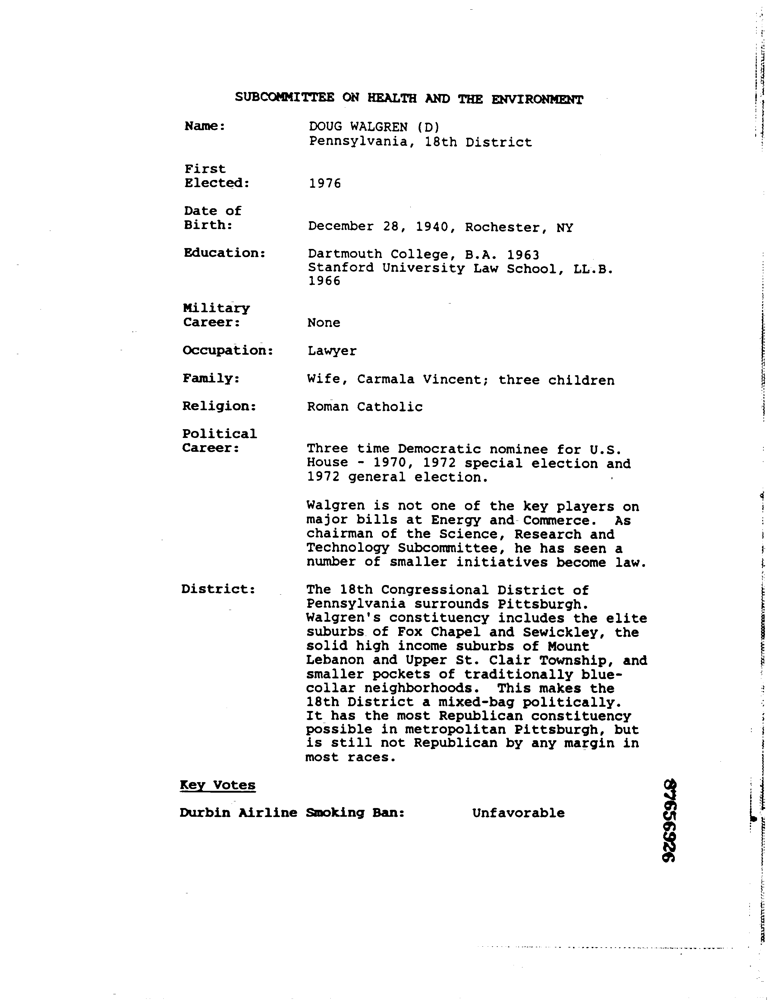 SUBCOMMITTEE ON HEALTH AND THE ENVIRONMENT
Name: DOUG WALGREN (D)
Pennsylvania, 18th District
First
Elected: 1976
Date of
Birth: December 28, 1940, Rochester, NY
Education: Dartmouth College, B.A. 1963
Stanford University Law School, LL.B.
1966
Military
Career: None
Occupation: Lawyer
Family: Wife, Carmala Vincent; three children
Religion: Roman Catholic
Political
Career: Three time Democratic nominee for U.S.
House - 1970, 1972 special election and
1972 general election.
Walgren is not one of the key players on
major bills at Energy and Commerce. As
chairman of the Science, Research and
Technology Subcommittee, he has seen a
number of smaller initiatives become law.
District: The 18th Congressional District of
Pennsylvania surrounds Pittsburgh.
Walgren's constituency includes the elite
suburbs of Fox Chapel and Sewickley, the
solid high income suburbs of Mount
Lebanon and Upper St. Clair Township, and
smaller pockets of traditionally blue-
collar neighborhoods. This makes the
18th District a mixed-bag politically.
It has the most Republican constituency
possible in metropolitan Pittsburgh, but
is still not Republican by any margin in
most races.
Key Votes
Durbin Airline Smoking Ban: Unfavorable
87656926